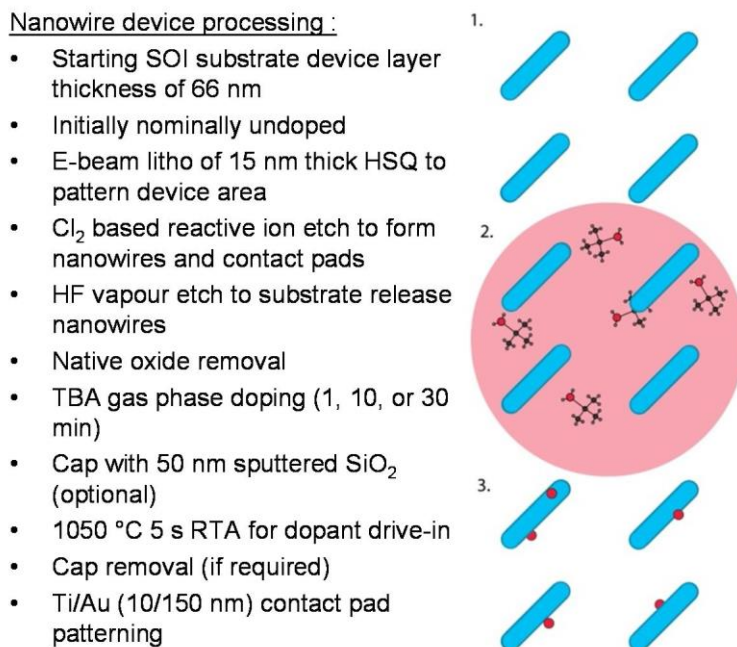 Nanowire device processing :
• Starting SOI substrate device layer
thickness of 66 nm
• Initially nominally undoped
• E-beam litho of 15 nm thick HSQ to
pattern device area
• Cl₂ based reactive ion etch to form
nanowires and contact pads
• HF vapour etch to substrate release
nanowires
• Native oxide removal
• TBA gas phase doping (1, 10, or 30
min)
• Cap with 50 nm sputtered SiO₂
(optional)
• 1050 °C 5 s RTA for dopant drive-in
• Cap removal (if required)
• Ti/Au (10/150 nm) contact pad
patterning
1.
2.
3.